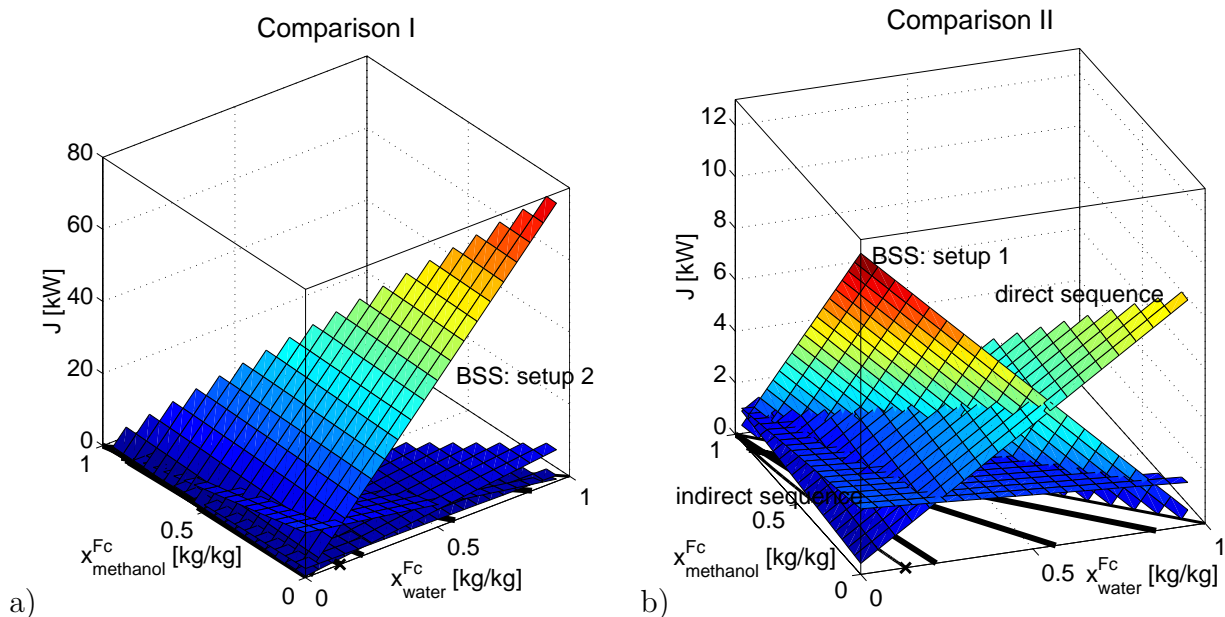 Comparison I
80
60
40
20
0
J [kW]
BSS: setup 2
1
0.5
0
x^Fc_methanol [kg/kg]
0
0.5
1
x^Fc_water [kg/kg]
a)
Comparison II
12
10
8
6
4
2
0
J [kW]
BSS: setup 1
direct sequence
indirect sequence
1
0.5
0
x^Fc_methanol [kg/kg]
0
0.5
1
x^Fc_water [kg/kg]
b)